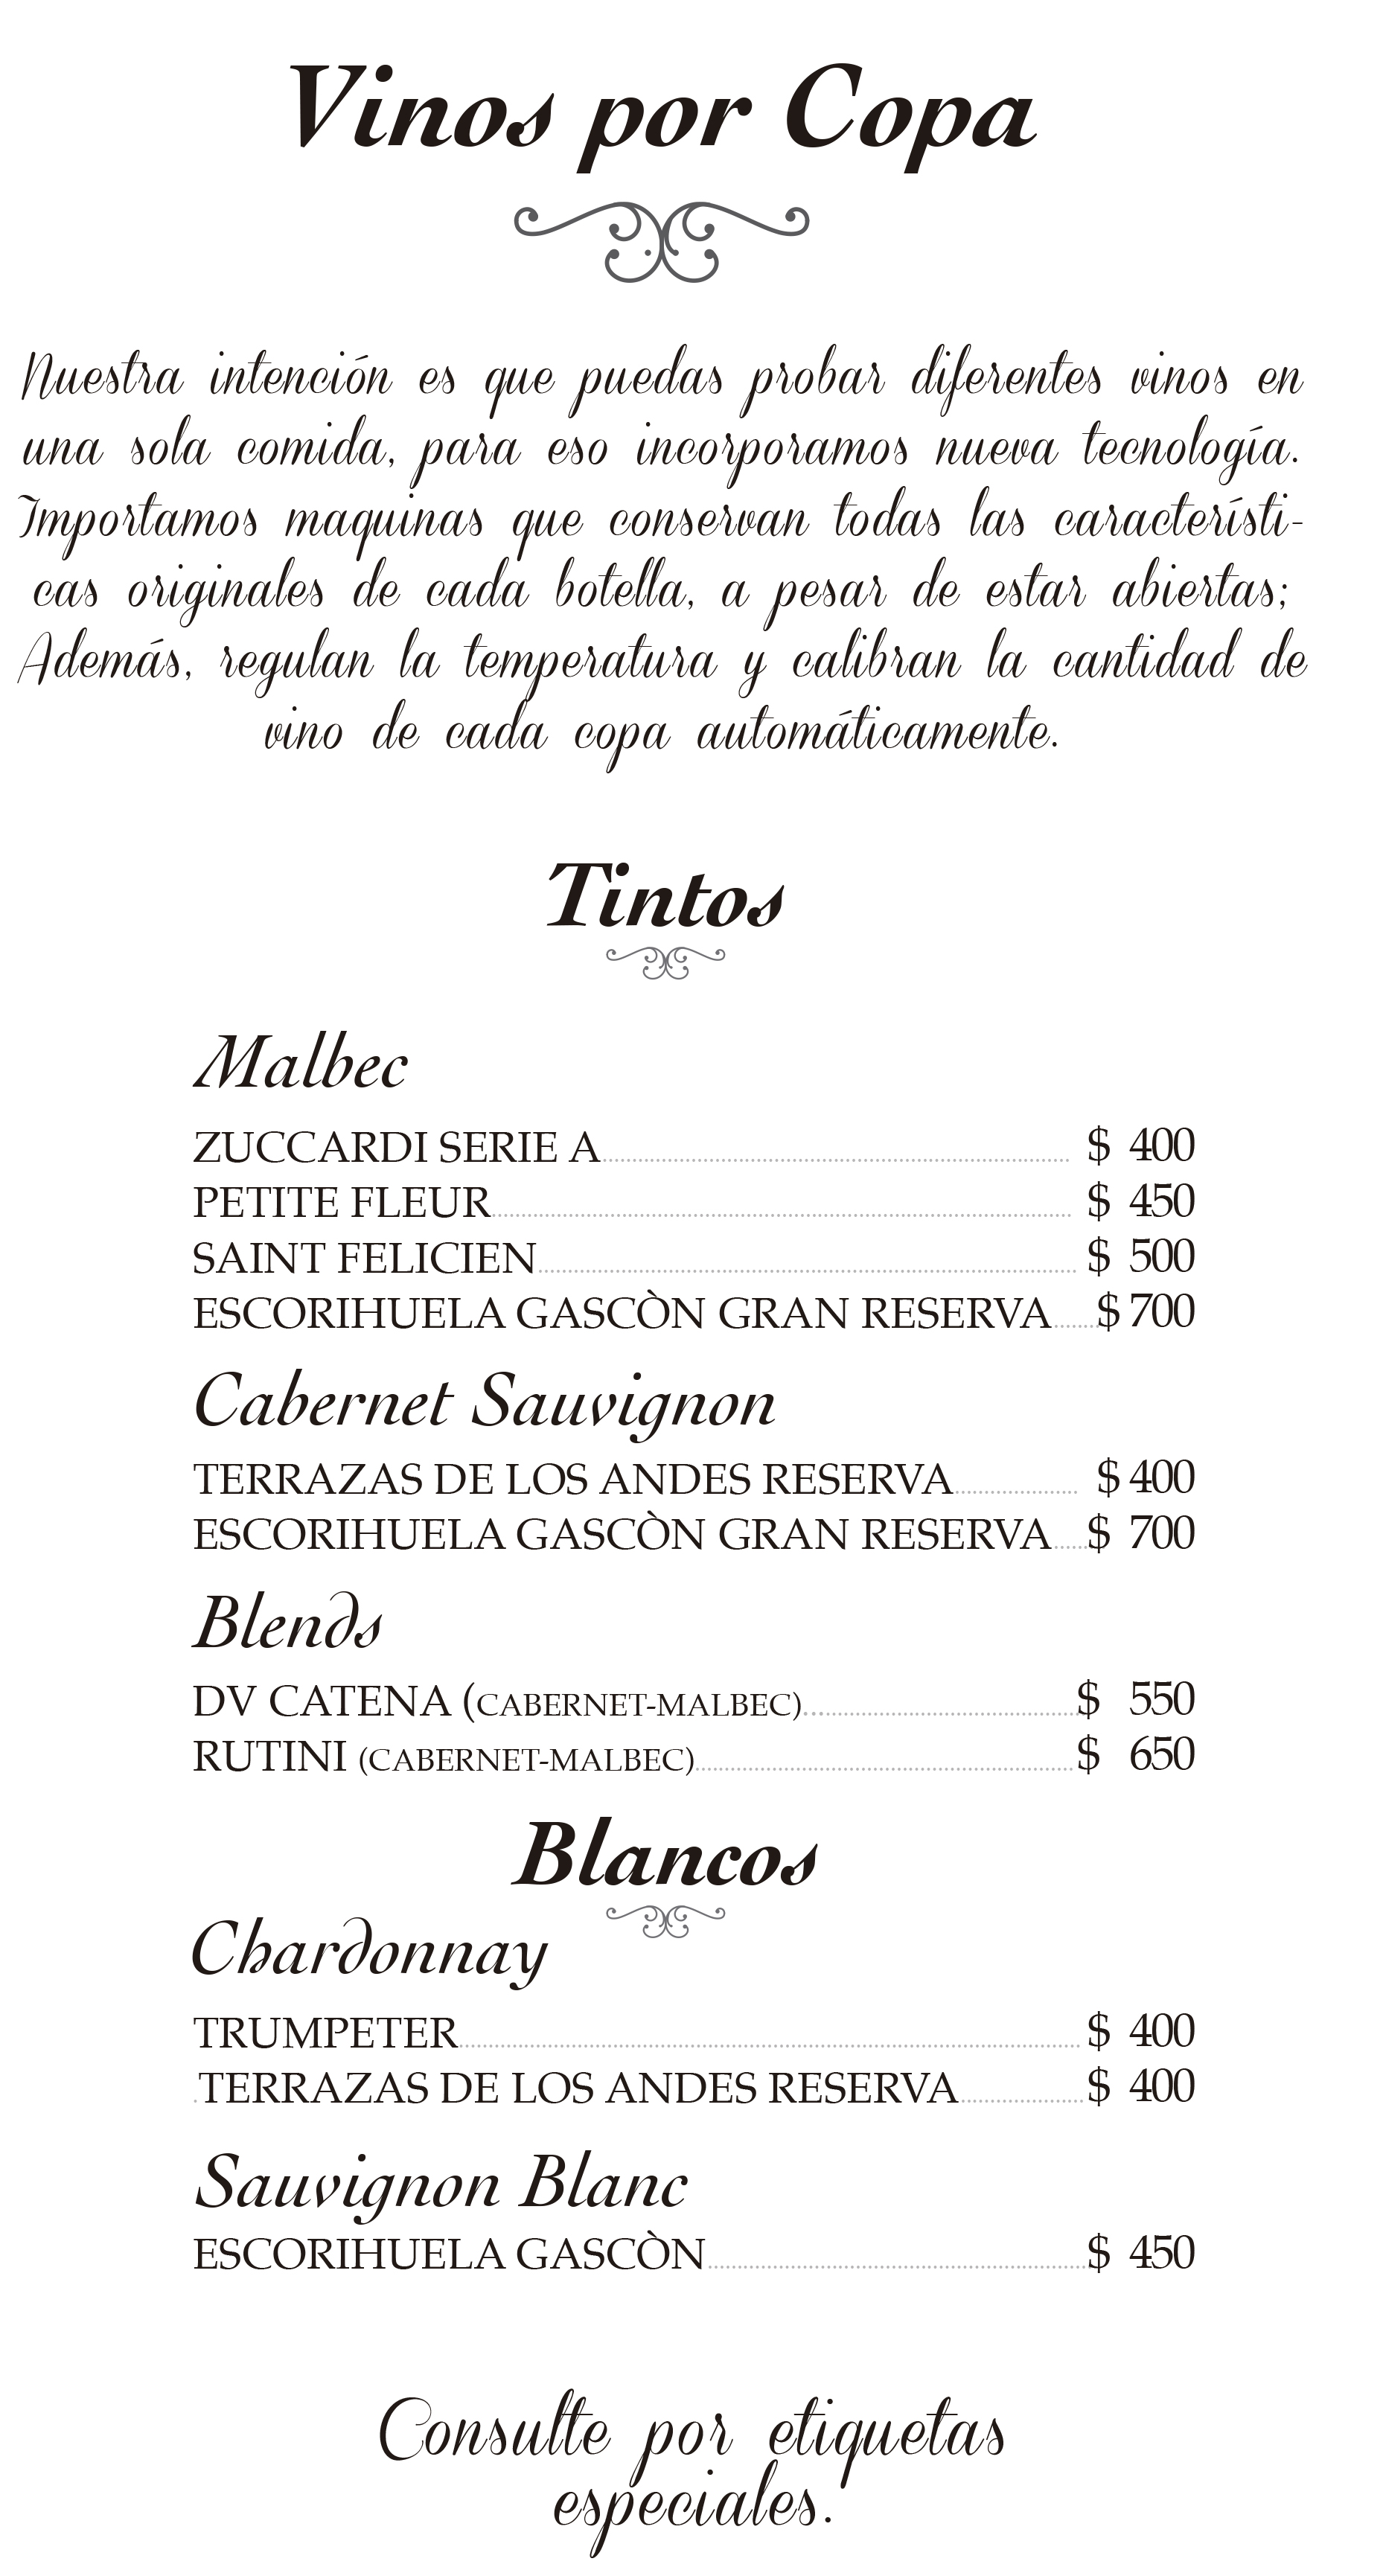 Vinos por Copa
Nuestra intención es que puedas probar diferentes vinos en
una sola comida, para eso incorporamos nueva tecnología.
Importamos maquinas que conservan todas las característi-
cas originales de cada botella, a pesar de estar abiertas;
Además, regulan la temperatura y calibran la cantidad de
vino de cada copa automáticamente.
Tintos
Malbec
ZUCCARDI SERIE A $ 400
PETITE FLEUR $ 450
SAINT FELICIEN $ 500
ESCORIHUELA GASCÒN GRAN RESERVA $ 700
Cabernet Sauvignon
TERRAZAS DE LOS ANDES RESERVA $ 400
ESCORIHUELA GASCÒN GRAN RESERVA $ 700
Blends
DV CATENA (CABERNET-MALBEC) $ 550
RUTINI (CABERNET-MALBEC) $ 650
Blancos
Chardonnay
TRUMPETER $ 400
TERRAZAS DE LOS ANDES RESERVA $ 400
Sauvignon Blanc
ESCORIHUELA GASCÒN $ 450
Consulte por etiquetas
especiales.